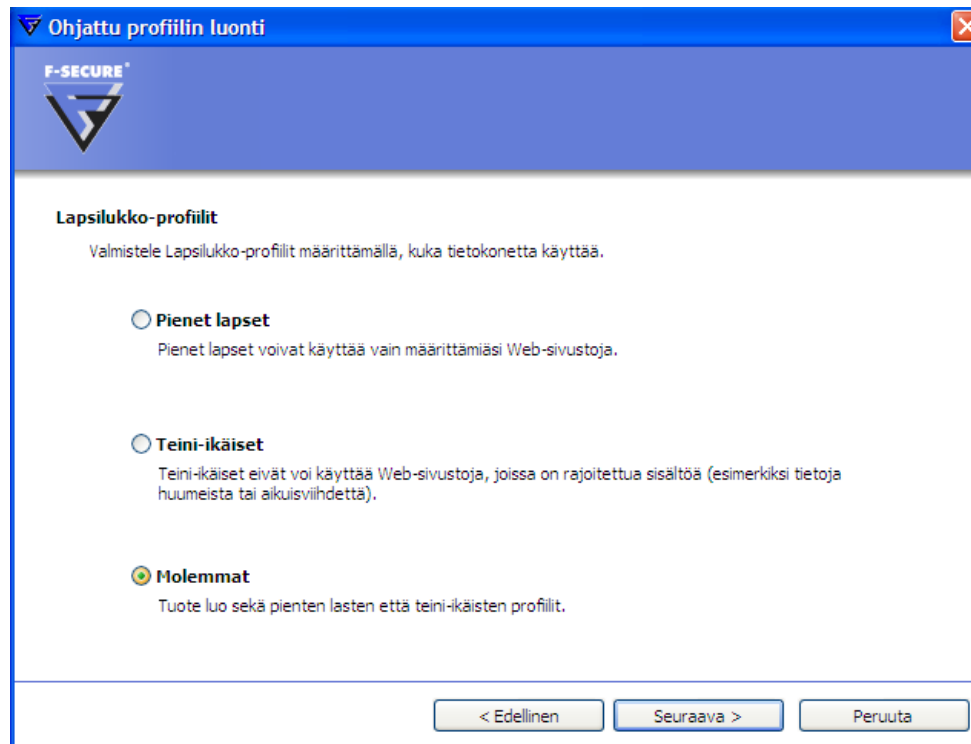 Ohjattu profiilin luonti
F-SECURE®
Lapsilukko-profiilit
Valmistele Lapsilukko-profiilit määrittämällä, kuka tietokonetta käyttää.
Pienet lapset
Pienet lapset voivat käyttää vain määrittämiäsi Web-sivustoja.
Teini-ikäiset
Teini-ikäiset eivät voi käyttää Web-sivustoja, joissa on rajoitettua sisältöä (esimerkiksi tietoja
huumeista tai aikuisviihdettä).
Molemmat
Tuote luo sekä pienten lasten että teini-ikäisten profiilit.
< Edellinen
Seuraava >
Peruuta